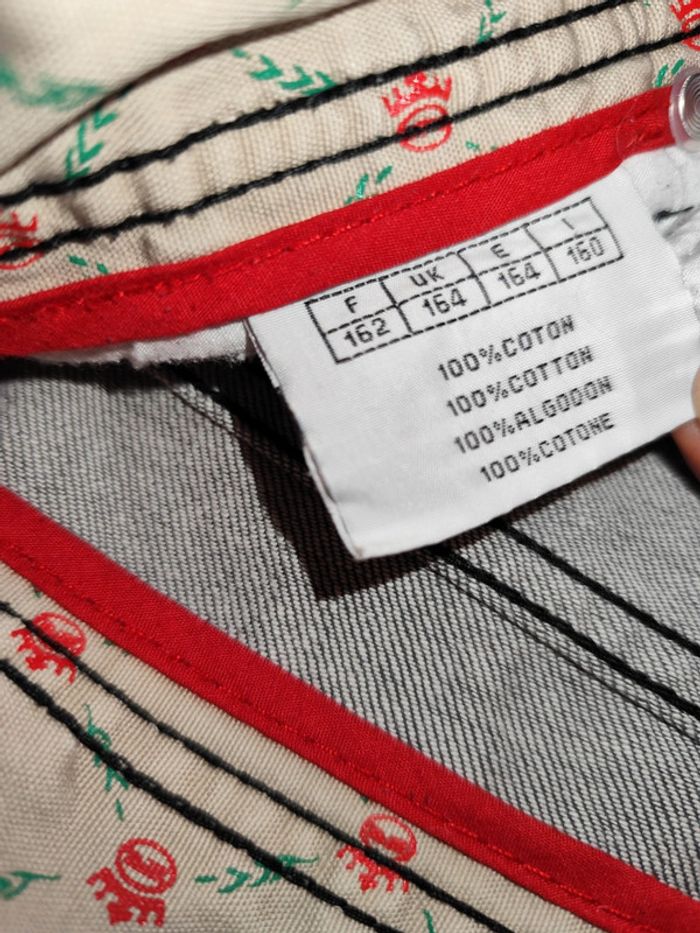 F UK E I
162 164 164 160
100%COTON
100%COTTON
100%ALGODON
100%COTONE